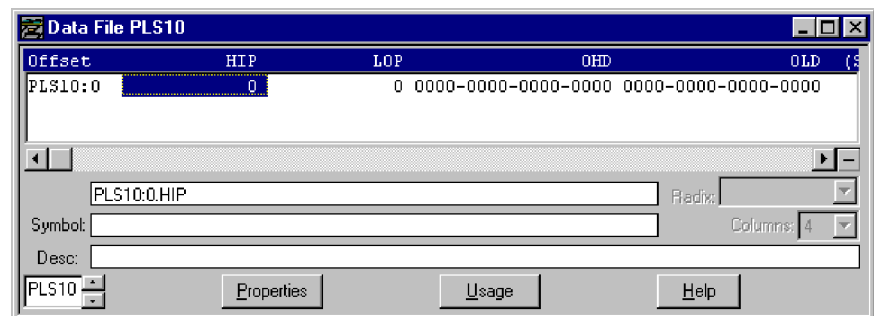 Data File PLS10
Offset HIP LOP OHD OLD (S
PLS10:0 0 0 0000-0000-0000-0000 0000-0000-0000-0000
PLS10:0.HIP Radix:
Symbol: Columns: 4
Desc:
PLS10 Properties Usage Help